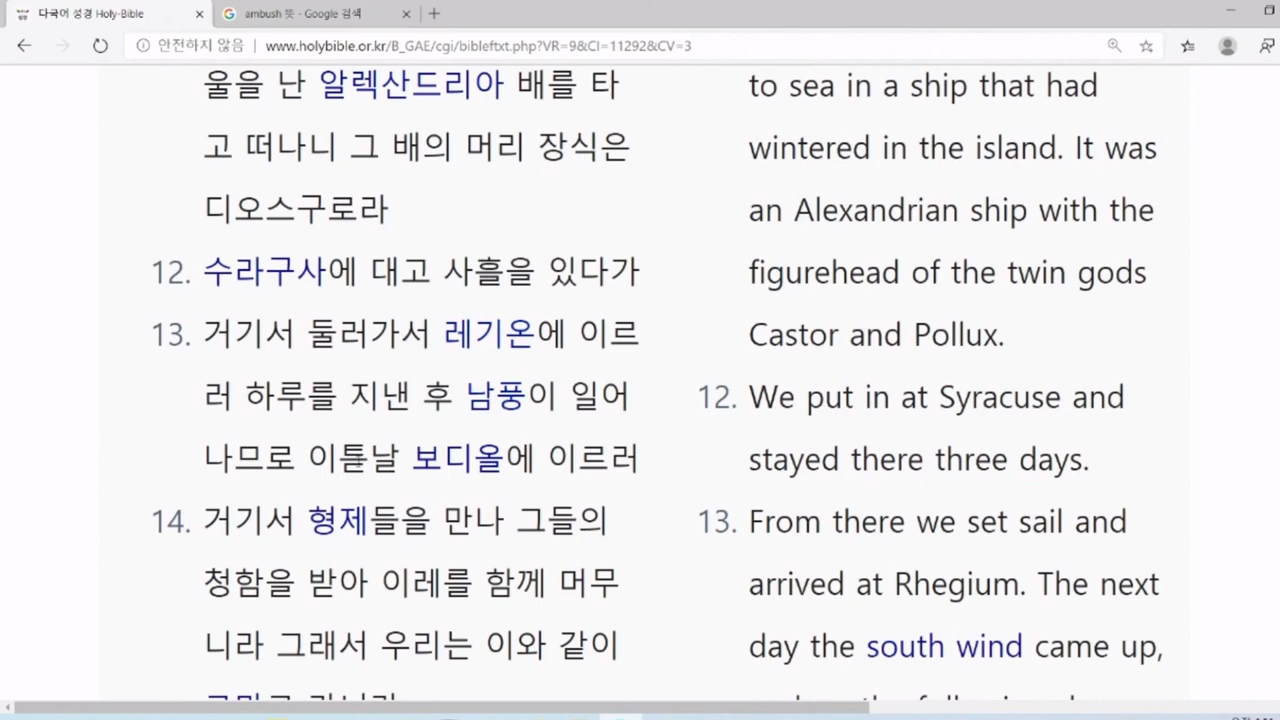 다국어 성경 Holy-Bible
ambush 뜻 - Google 검색
안전하지 않음 | www.holybible.or.kr/B_GAE/cgi/bibleftxt.php?VR=9&CI=11292&CV=3
울을 난 알렉산드리아 배를 타
고 떠나니 그 배의 머리 장식은
디오스구로라
12. 수라구사에 대고 사흘을 있다가
13. 거기서 둘러가서 레기온에 이르
러 하루를 지낸 후 남풍이 일어
나므로 이튿날 보디올에 이르러
14. 거기서 형제들을 만나 그들의
청함을 받아 이레를 함께 머무
니라 그래서 우리는 이와 같이
to sea in a ship that had
wintered in the island. It was
an Alexandrian ship with the
figurehead of the twin gods
Castor and Pollux.
12. We put in at Syracuse and
stayed there three days.
13. From there we set sail and
arrived at Rhegium. The next
day the south wind came up,